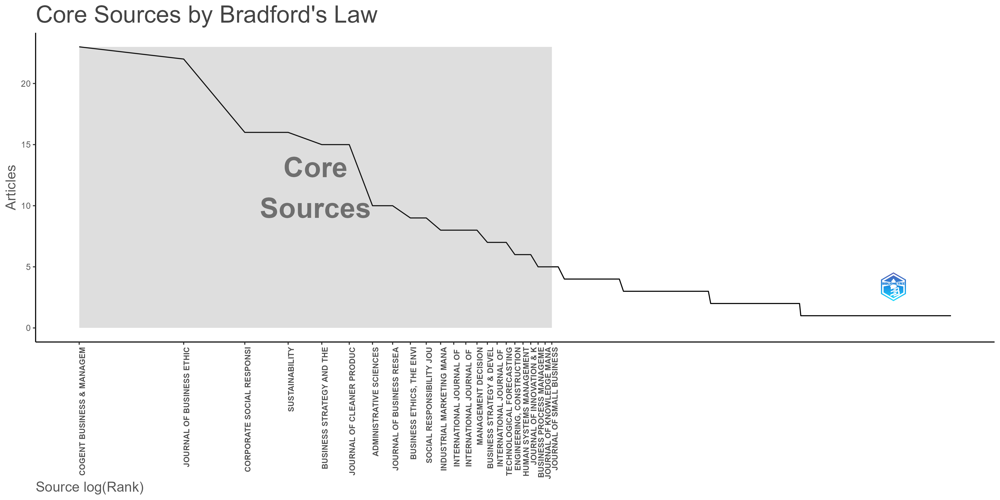 Core Sources by Bradford's Law
Articles
20
15
10
5
0
Core
Sources
BIBLIOMETRIX
COGENT BUSINESS & MANAGEM
JOURNAL OF BUSINESS ETHIC
CORPORATE SOCIAL RESPONSI
SUSTAINABILITY
BUSINESS STRATEGY AND THE
JOURNAL OF CLEANER PRODUC
ADMINISTRATIVE SCIENCES
JOURNAL OF BUSINESS RESEA
BUSINESS ETHICS, THE ENVI
SOCIAL RESPONSIBILITY JOU
INDUSTRIAL MARKETING MANA
INTERNATIONAL JOURNAL OF
INTERNATIONAL JOURNAL OF
MANAGEMENT DECISION
BUSINESS STRATEGY & DEVEL
INTERNATIONAL JOURNAL OF
TECHNOLOGICAL FORECASTING
ENGINEERING, CONSTRUCTION
HUMAN SYSTEMS MANAGEMENT
JOURNAL OF INNOVATION & K
BUSINESS PROCESS MANAGEME
JOURNAL OF KNOWLEDGE MANA
JOURNAL OF SMALL BUSINESS
Source log(Rank)